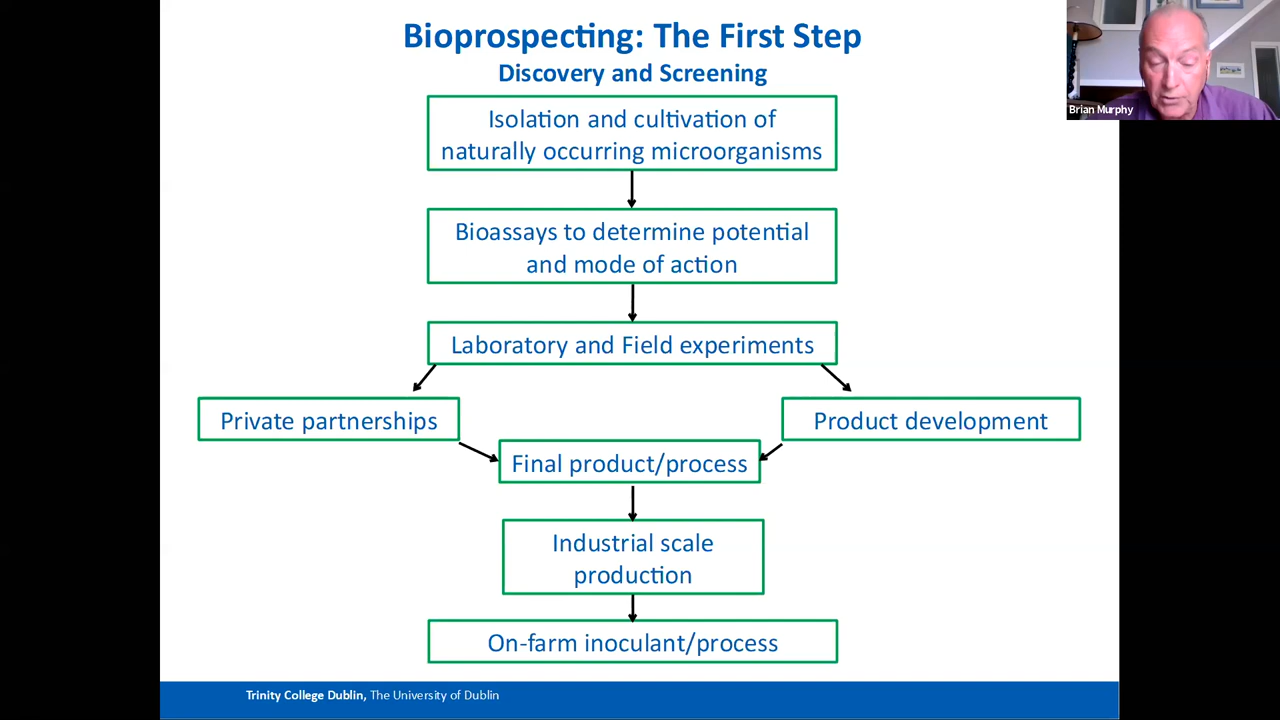 Bioprospecting: The First Step
Discovery and Screening
Brian Murphy
Isolation and cultivation of
naturally occurring microorganisms
Bioassays to determine potential
and mode of action
Laboratory and Field experiments
Private partnerships
Product development
Final product/process
Industrial scale
production
On-farm inoculant/process
Trinity College Dublin, The University of Dublin